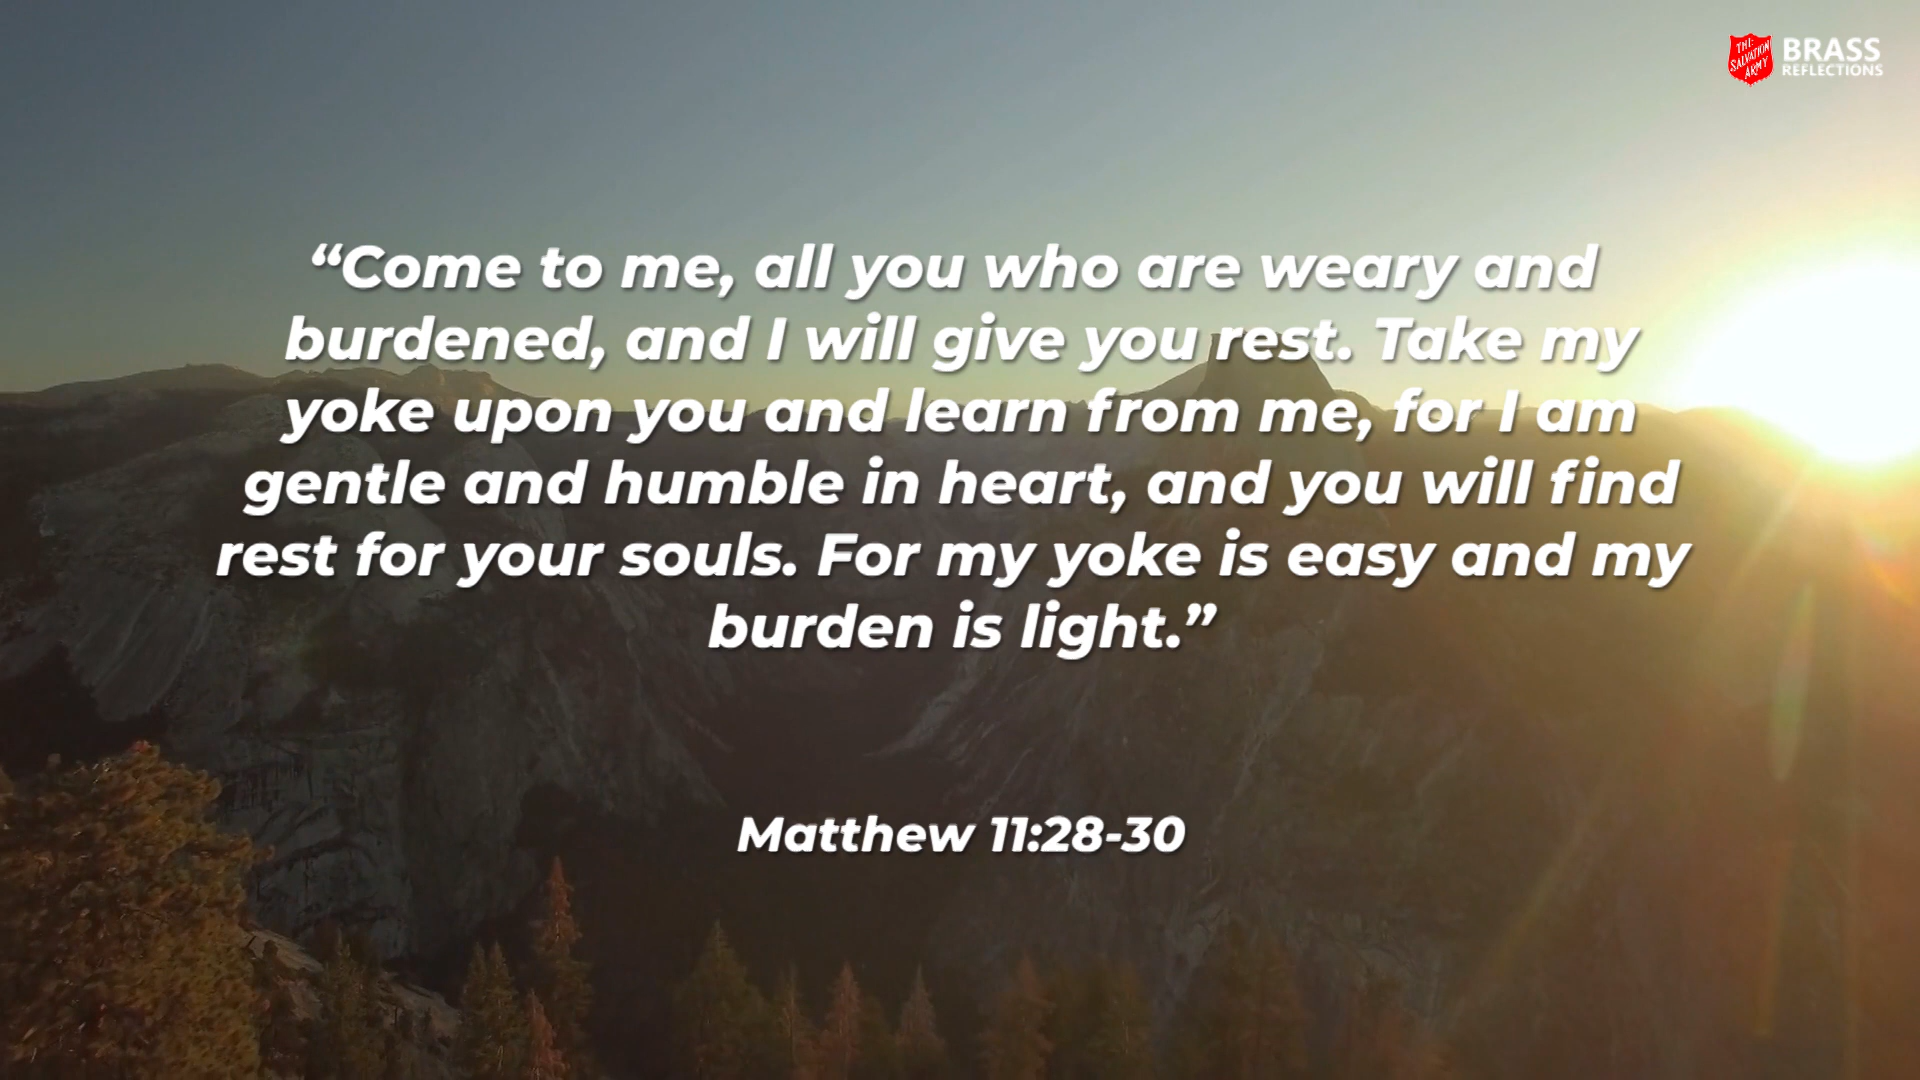 THE
SALVATION
ARMY
BRASS
REFLECTIONS
“Come to me, all you who are weary and
burdened, and I will give you rest. Take my
yoke upon you and learn from me, for I am
gentle and humble in heart, and you will find
rest for your souls. For my yoke is easy and my
burden is light.”
Matthew 11:28-30